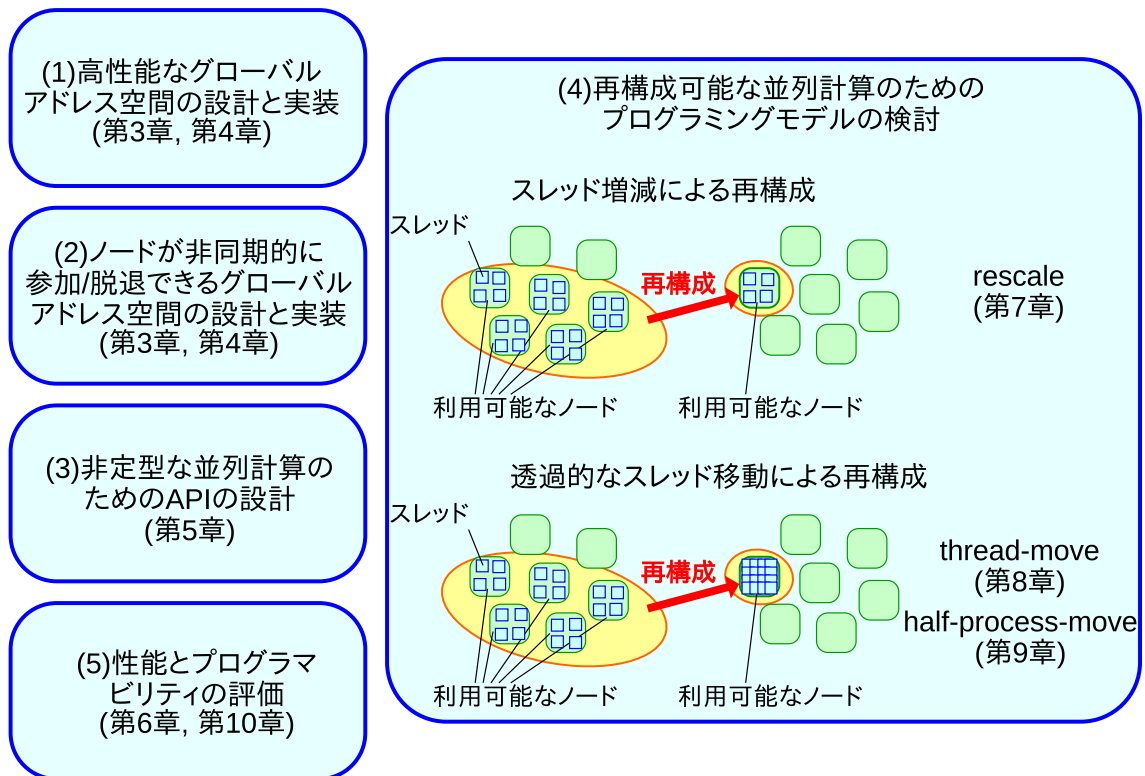 (1)高性能なグローバル
アドレス空間の設計と実装
(第3章, 第4章)
(2)ノードが非同期的に
参加/脱退できるグローバル
アドレス空間の設計と実装
(第3章, 第4章)
(3)非定型な並列計算の
ためのAPIの設計
(第5章)
(5)性能とプログラマ
ビリティの評価
(第6章, 第10章)
(4)再構成可能な並列計算のための
プログラミングモデルの検討
スレッド増減による再構成
スレッド
再構成
rescale
(第7章)
利用可能なノード
利用可能なノード
透過的なスレッド移動による再構成
スレッド
再構成
thread-move
(第8章)
half-process-move
(第9章)
利用可能なノード
利用可能なノード